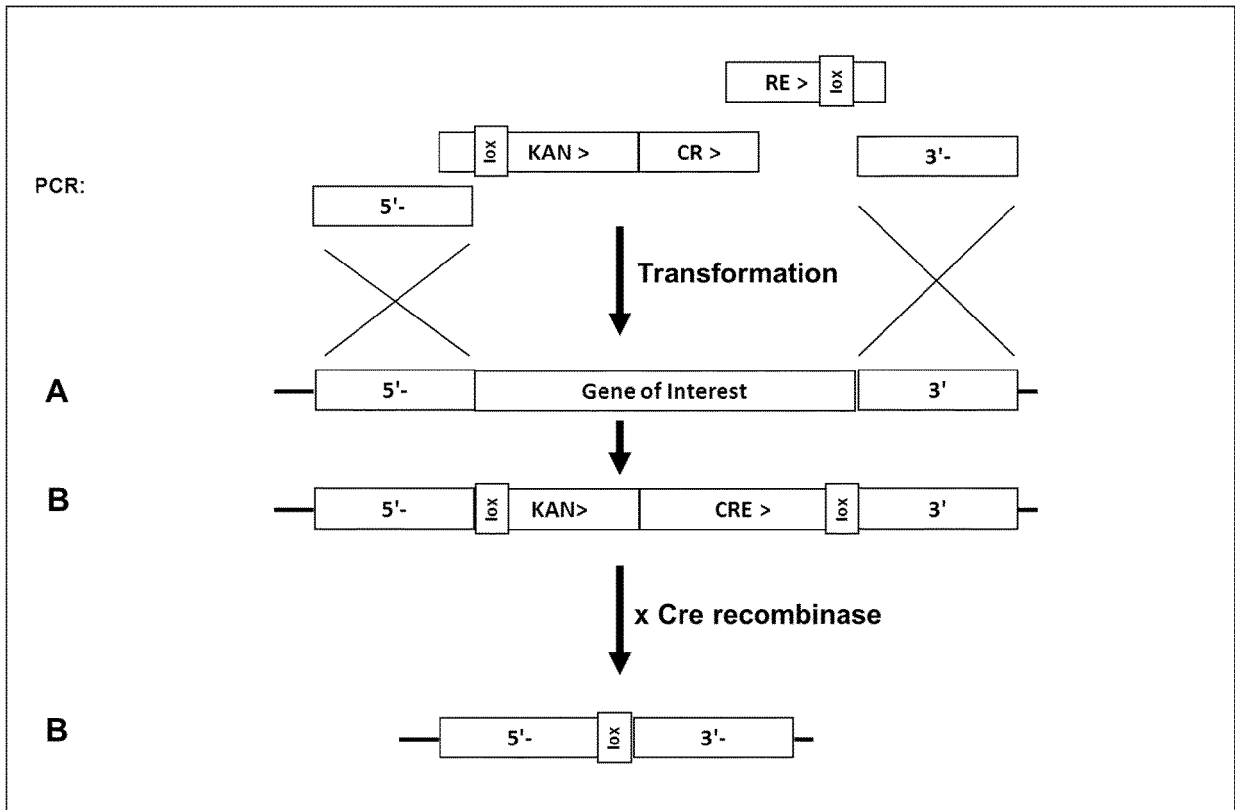 RE > lox
lox KAN > CR > 3'-
PCR:
5'-
Transformation
A 5'- Gene of Interest 3'
B 5'- lox KAN> CRE > lox 3'
x Cre recombinase
B 5'- lox 3'-